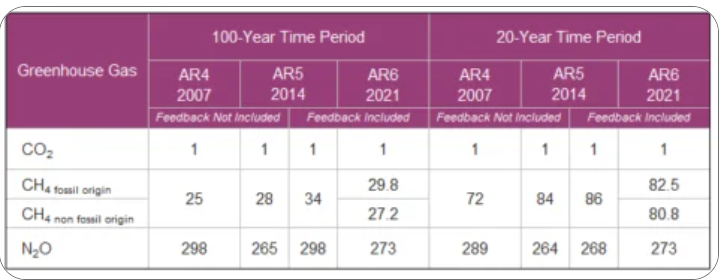 100-Year Time Period 20-Year Time Period
Greenhouse Gas
AR4 AR5 AR6 AR4 AR5 AR6
2007 2014 2021 2007 2014 2021
Feedback Not Included Feedback Included Feedback Not Included Feedback Included
CO₂ 1 1 1 1 1 1 1 1
CH₄ fossil origin 29.8 82.5
25 28 34 72 84 86
CH₄ non fossil origin 27.2 80.8
N₂O 298 265 298 273 289 264 268 273